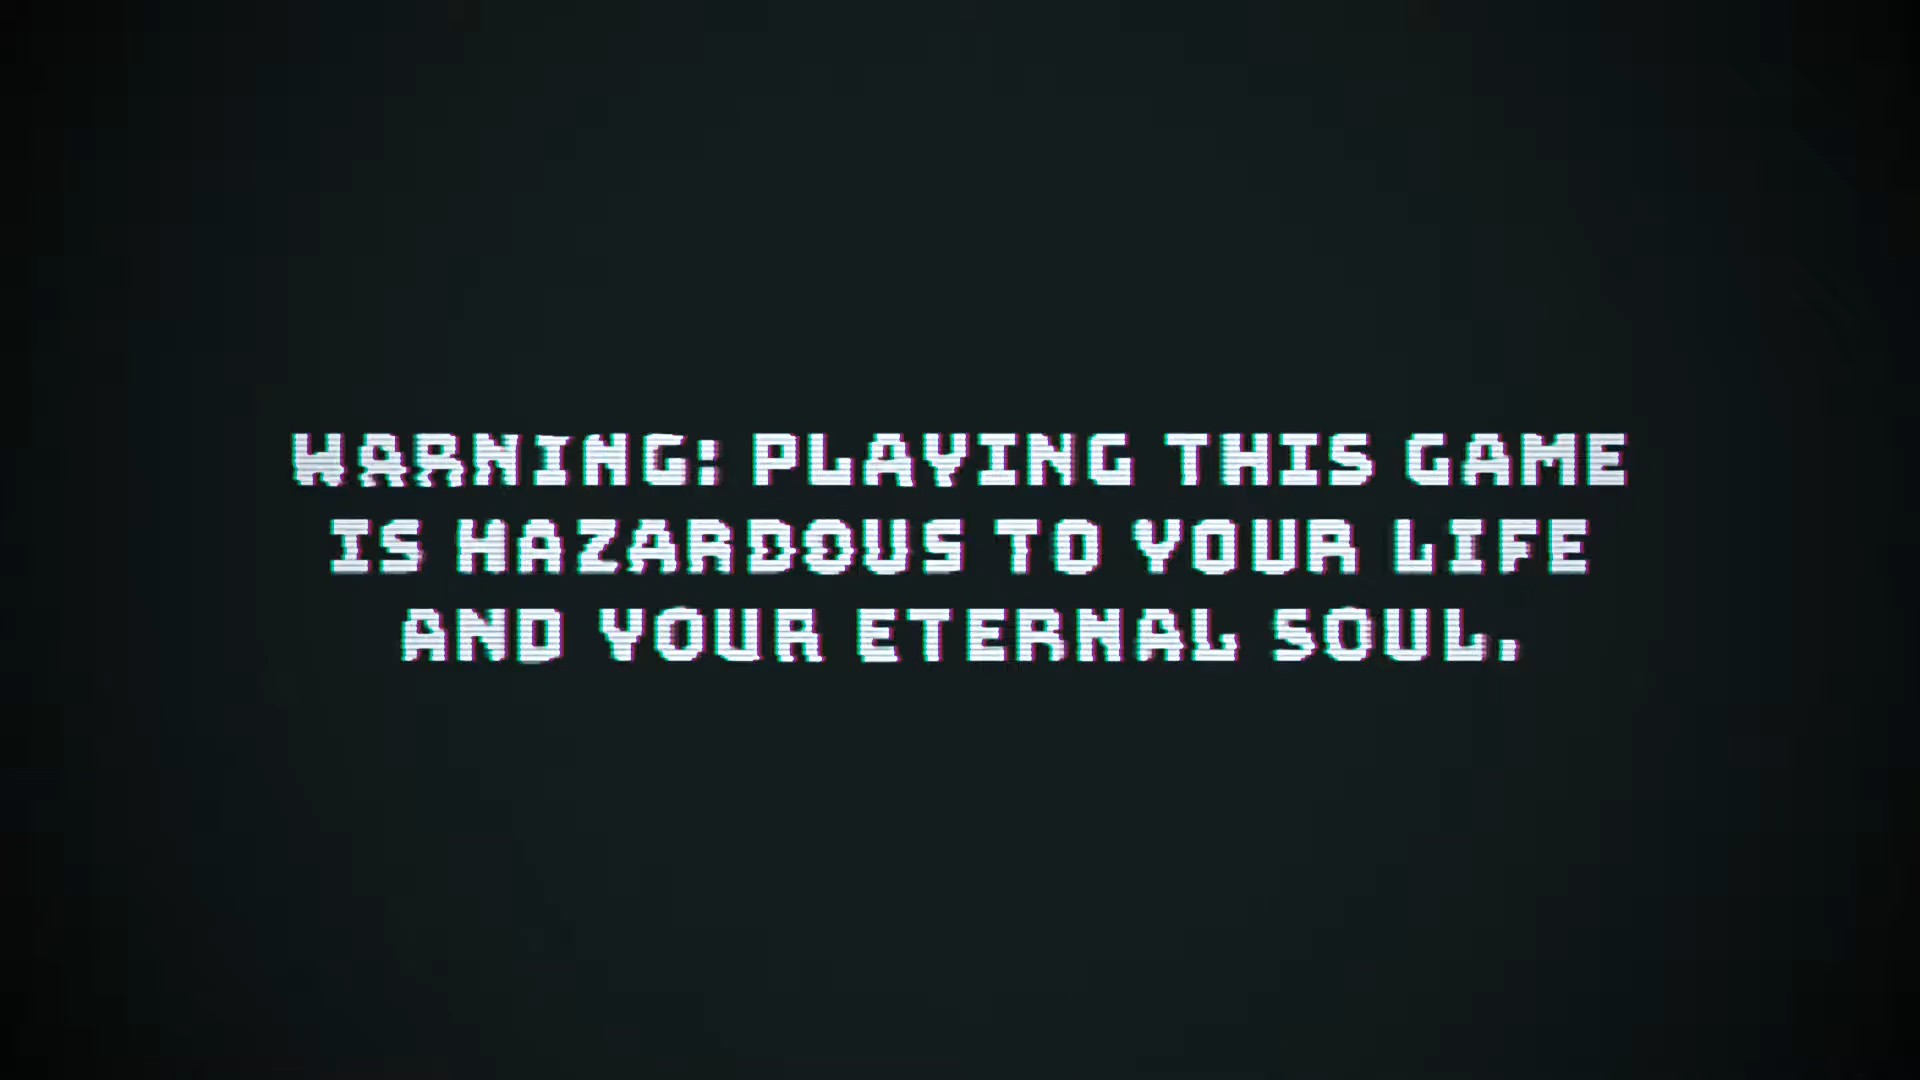 WARNING: PLAYING THIS GAME
IS HAZARDOUS TO YOUR LIFE
AND YOUR ETERNAL SOUL.